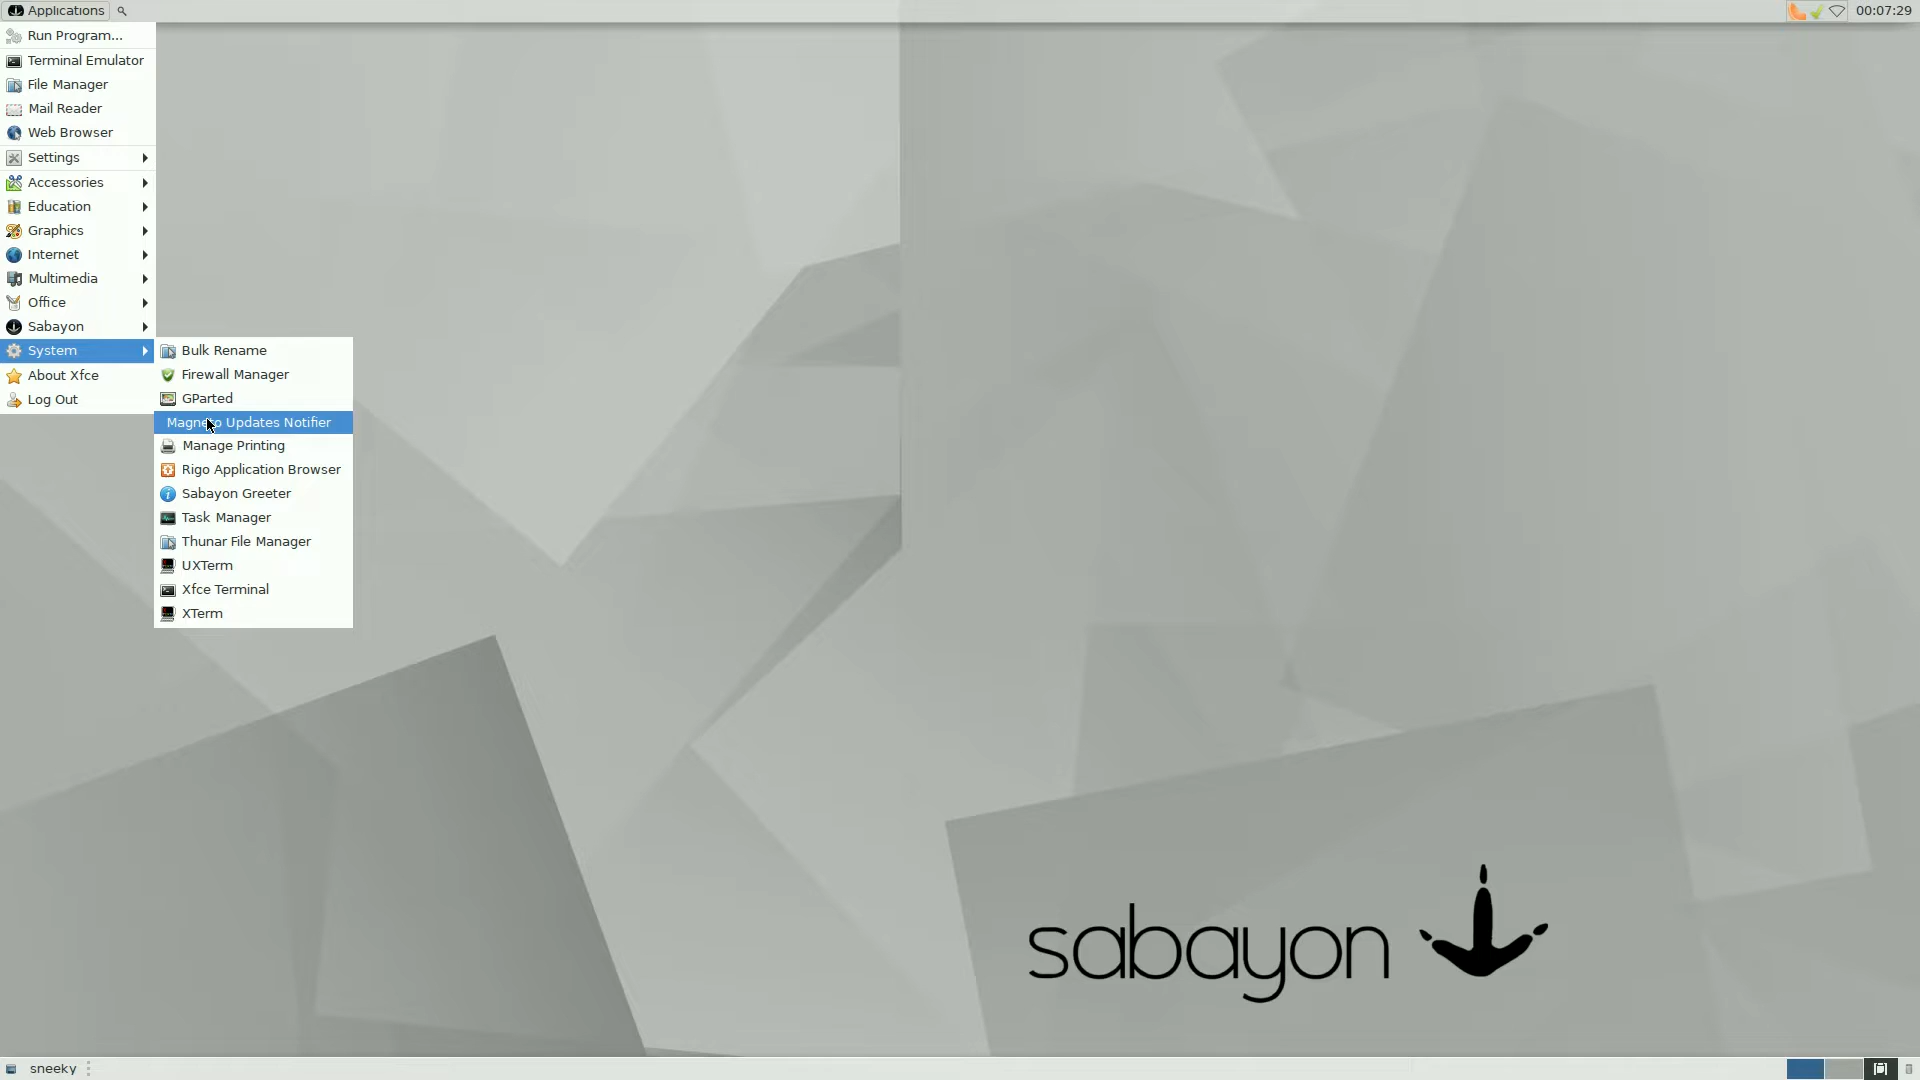 Applications
00:07:29
Run Program...
Terminal Emulator
File Manager
Mail Reader
Web Browser
Settings
Accessories
Education
Graphics
Internet
Multimedia
Office
Sabayon
System
About Xfce
Log Out
Bulk Rename
Firewall Manager
GParted
Magneto Updates Notifier
Manage Printing
Rigo Application Browser
Sabayon Greeter
Task Manager
Thunar File Manager
UXTerm
Xfce Terminal
XTerm
sabayon
sneeky